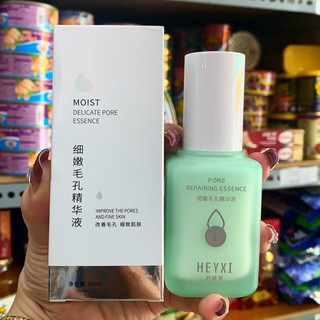 MOIST
DELICATE PORE
ESSENCE
细嫩毛孔精华液
IMPROVE THE PORES
AND FINE SKIN
改善毛孔 细致肌肤
PORE
REPAIRING ESSENCE
细嫩毛孔精华液
HEYXI